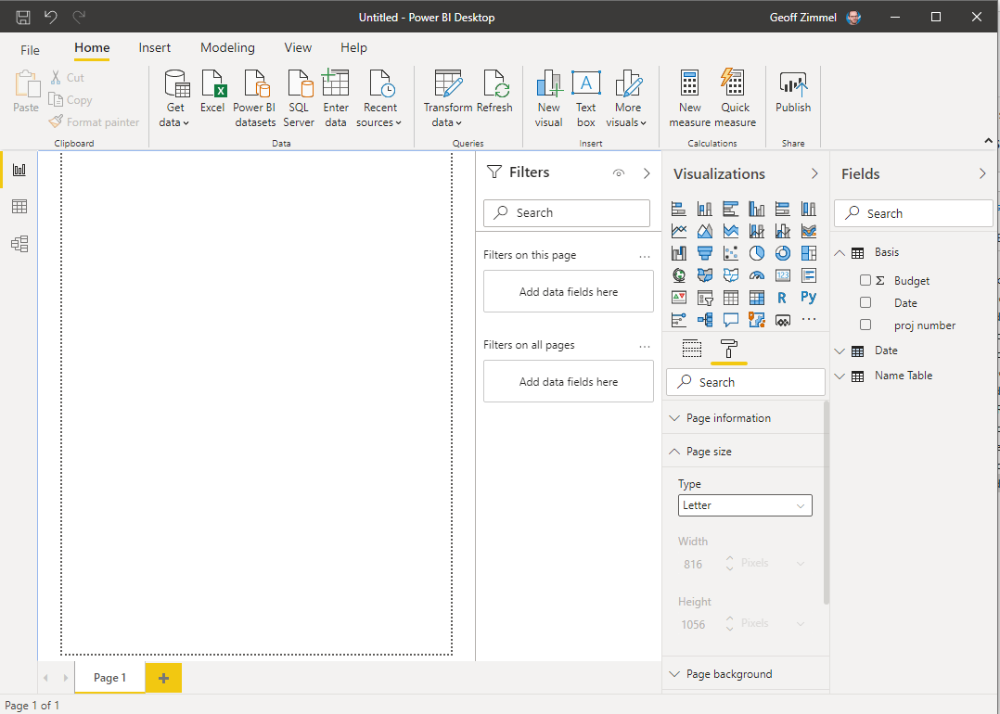 Untitled - Power BI Desktop
Geoff Zimmel
File
Home
Insert
Modeling
View
Help
Paste
Cut
Copy
Format painter
Clipboard
Get
data
Excel
Power BI
datasets
SQL
Server
Enter
data
Recent
sources
Data
Transform
data
Refresh
Queries
New
visual
Text
box
More
visuals
Insert
New
measure
Quick
measure
Calculations
Publish
Share
Filters
Search
Filters on this page
...
Add data fields here
Filters on all pages
...
Add data fields here
Visualizations
123
R
Py
...
Search
Page information
Page size
Type
Letter
Width
816
Pixels
Height
1056
Pixels
Page background
Fields
Search
Basis
Σ Budget
Date
proj number
Date
Name Table
Page 1
+
Page 1 of 1